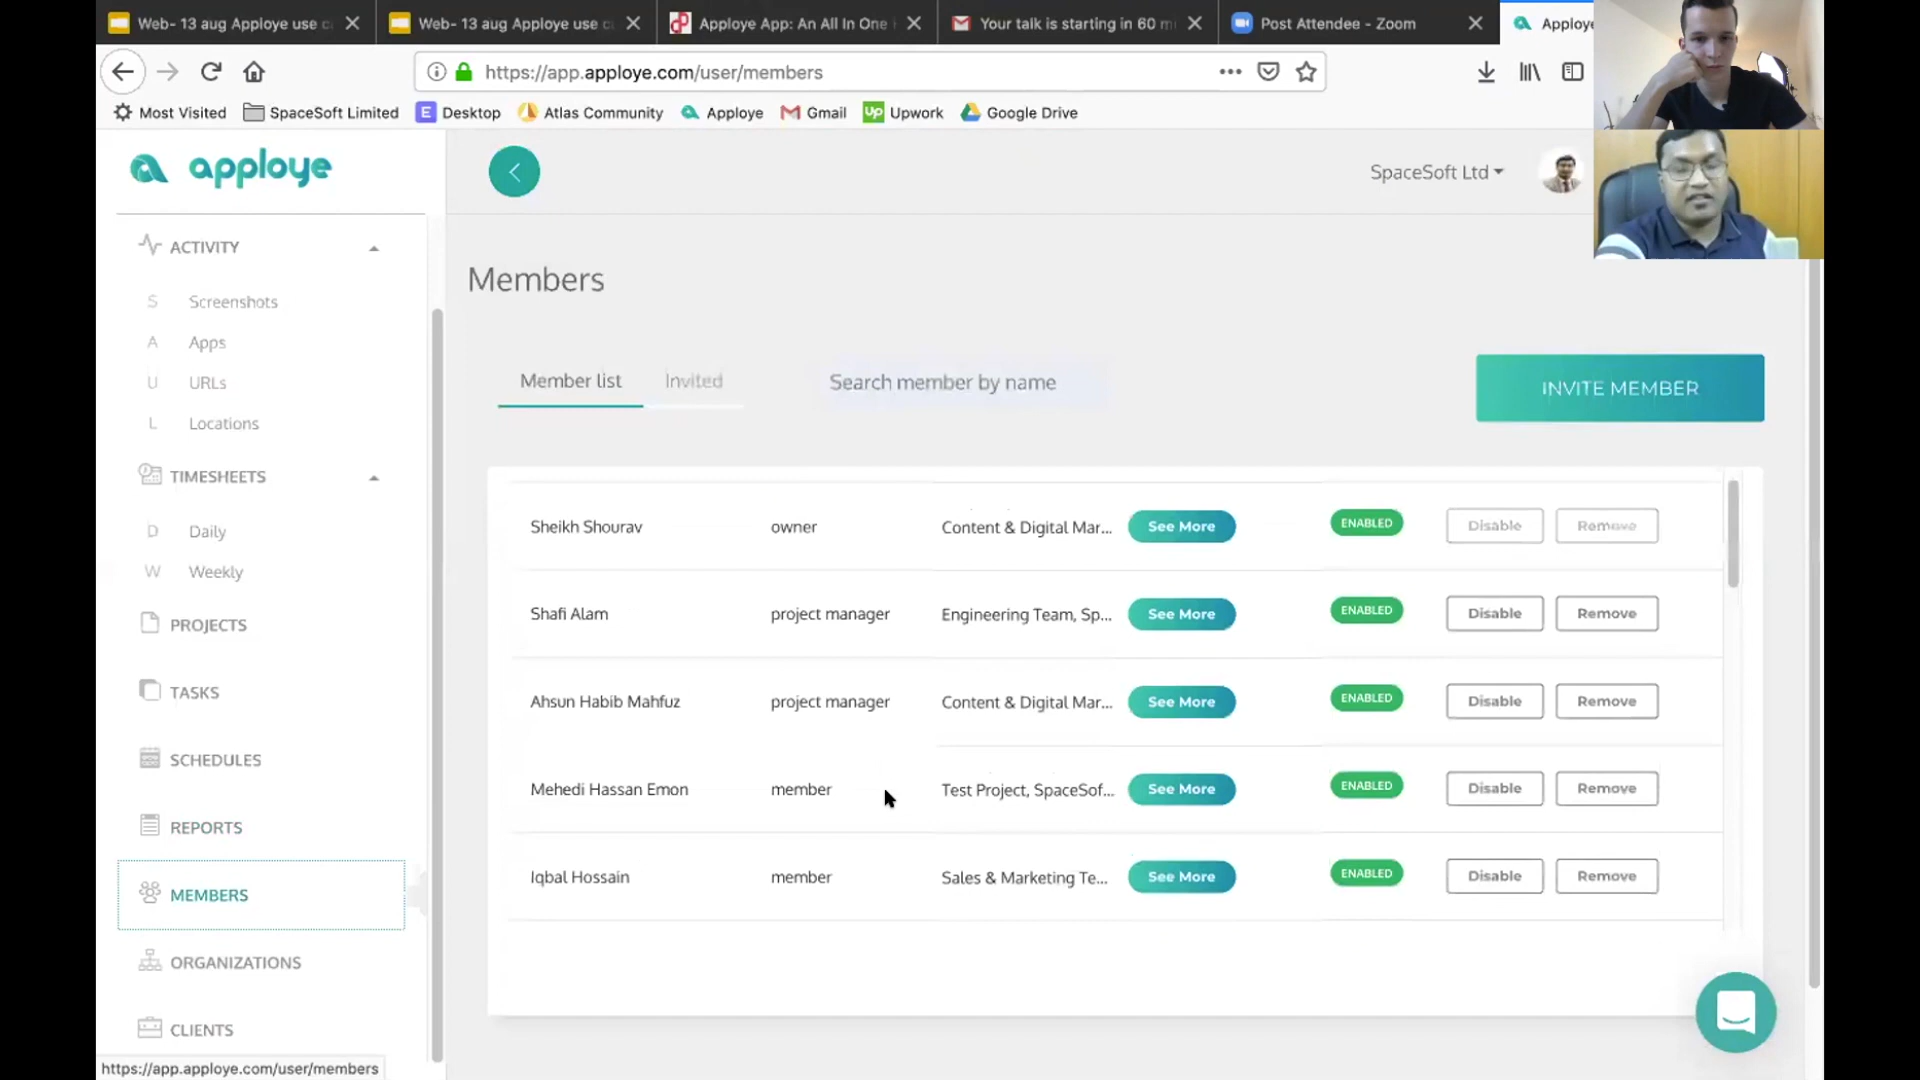 Web- 13 aug Apploye use c
Web- 13 aug Apploye use c
Apploye App: An All In One
Your talk is starting in 60 m
Post Attendee - Zoom
Apploye
https://app.apploye.com/user/members
Most Visited
SpaceSoft Limited
Desktop
Atlas Community
Apploye
Gmail
Upwork
Google Drive
apploye
SpaceSoft Ltd
ACTIVITY
S Screenshots
A Apps
U URLs
L Locations
TIMESHEETS
D Daily
W Weekly
PROJECTS
TASKS
SCHEDULES
REPORTS
MEMBERS
ORGANIZATIONS
CLIENTS
https://app.apploye.com/user/members
Members
Member list
Invited
Search member by name
INVITE MEMBER
Sheikh Shourav owner Content & Digital Mar... See More ENABLED Disable Remove
Shafi Alam project manager Engineering Team, Sp... See More ENABLED Disable Remove
Ahsun Habib Mahfuz project manager Content & Digital Mar... See More ENABLED Disable Remove
Mehedi Hassan Emon member Test Project, SpaceSof... See More ENABLED Disable Remove
Iqbal Hossain member Sales & Marketing Te... See More ENABLED Disable Remove